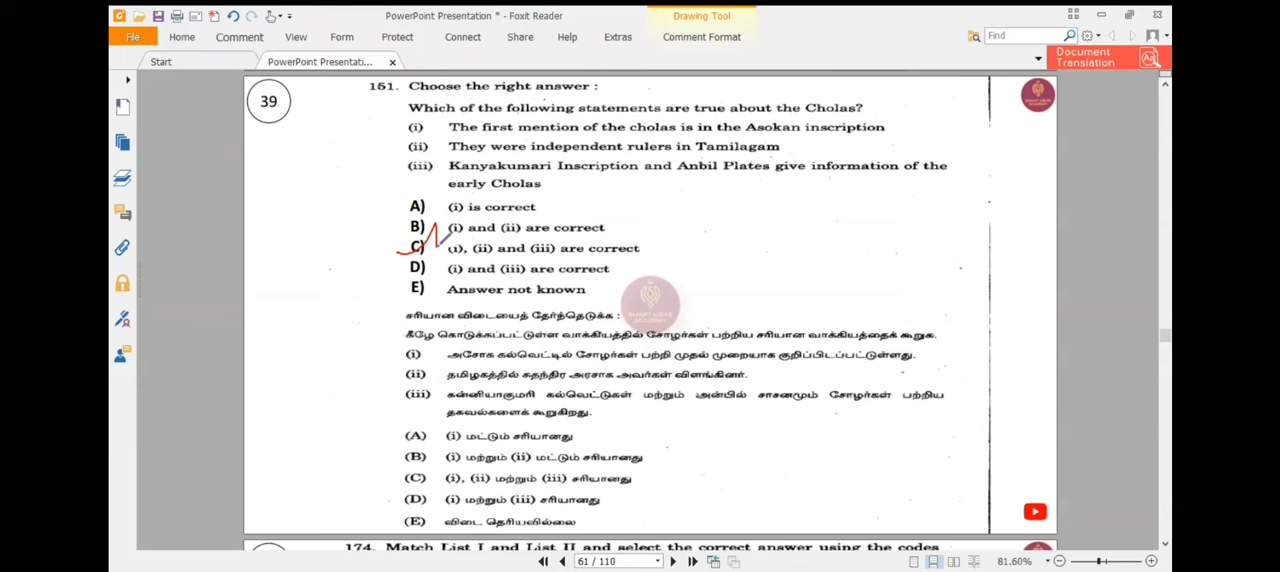 PowerPoint Presentation * - Foxit Reader
Drawing Tool
File
Home
Comment
View
Form
Protect
Connect
Share
Help
Extras
Comment Format
Find
Document
Translation
Start
PowerPoint Presentati...
39
151. Choose the right answer :
Which of the following statements are true about the Cholas?
(i) The first mention of the cholas is in the Asokan inscription
(ii) They were independent rulers in Tamilagam
(iii) Kanyakumari Inscription and Anbil Plates give information of the
early Cholas
A) (i) is correct
B) (i) and (ii) are correct
C) (i), (ii) and (iii) are correct
D) (i) and (iii) are correct
E) Answer not known
சரியான விடையைத் தேர்ந்தெடுக்க :
கீழே கொடுக்கப்பட்டுள்ள வாக்கியத்தில் சோழர்கள் பற்றிய சரியான வாக்கியத்தைக் கூறுக.
(i) அசோக கல்வெட்டில் சோழர்கள் பற்றி முதல் முறையாக குறிப்பிடப்பட்டுள்ளது.
(ii) தமிழகத்தில் சுதந்திர அரசாக அவர்கள் விளங்கினர்.
(iii) கன்னியாகுமரி கல்வெட்டுகள் மற்றும் அன்பில் சாசனமும் சோழர்கள் பற்றிய
தகவல்களைக் கூறுகிறது.
(A) (i) மட்டும் சரியானது
(B) (i) மற்றும் (ii) மட்டும் சரியானது
(C) (i), (ii) மற்றும் (iii) சரியானது
(D) (i) மற்றும் (iii) சரியானது
(E) விடை தெரியவில்லை
174. Match List I and List II and select the correct answer using the codes
61 / 110
81.60%